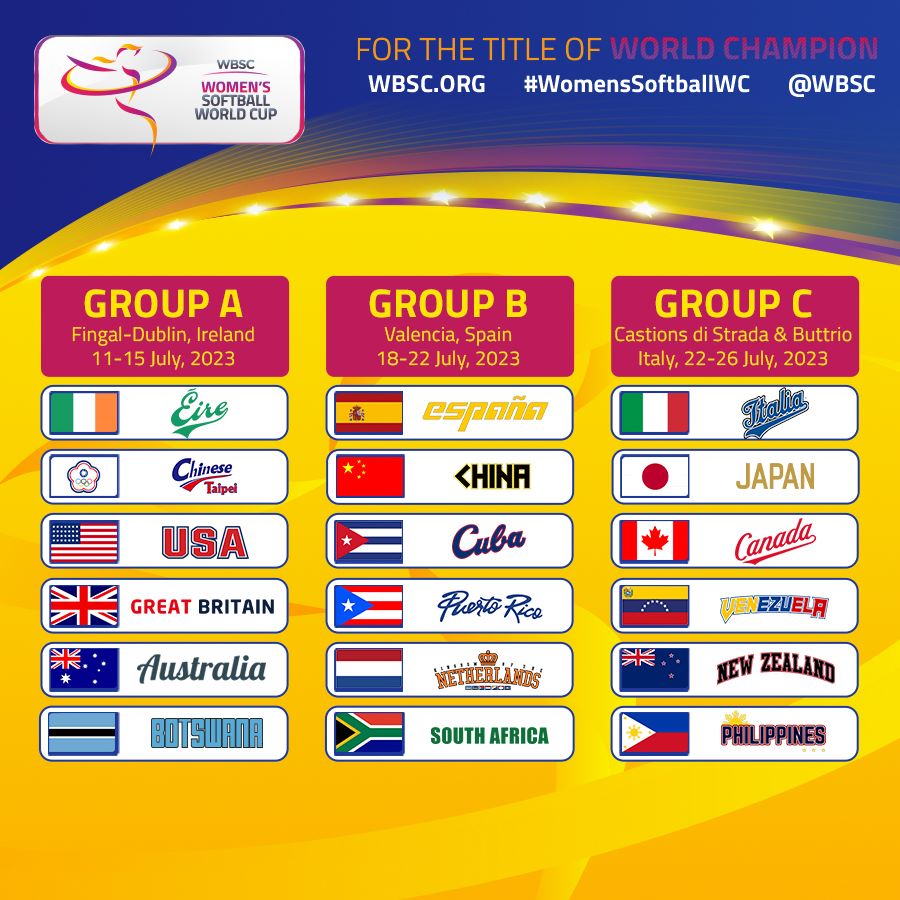 WBSC
WOMEN'S
SOFTBALL
WORLD CUP
FOR THE TITLE OF WORLD CHAMPION
WBSC.ORG #WomensSoftballWC @WBSC
GROUP A
Fingal-Dublin, Ireland
11-15 July, 2023
Éire
Chinese
Taipei
USA
GREAT BRITAIN
Australia
BOTSWANA
GROUP B
Valencia, Spain
18-22 July, 2023
españa
CHINA
Cuba
Puerto Rico
KINGDOM OF THE
NETHERLANDS
SOUTH AFRICA
GROUP C
Castions di Strada & Buttrio
Italy, 22-26 July, 2023
Italia
JAPAN
Canada
VENEZUELA
NEW ZEALAND
PHILIPPINES